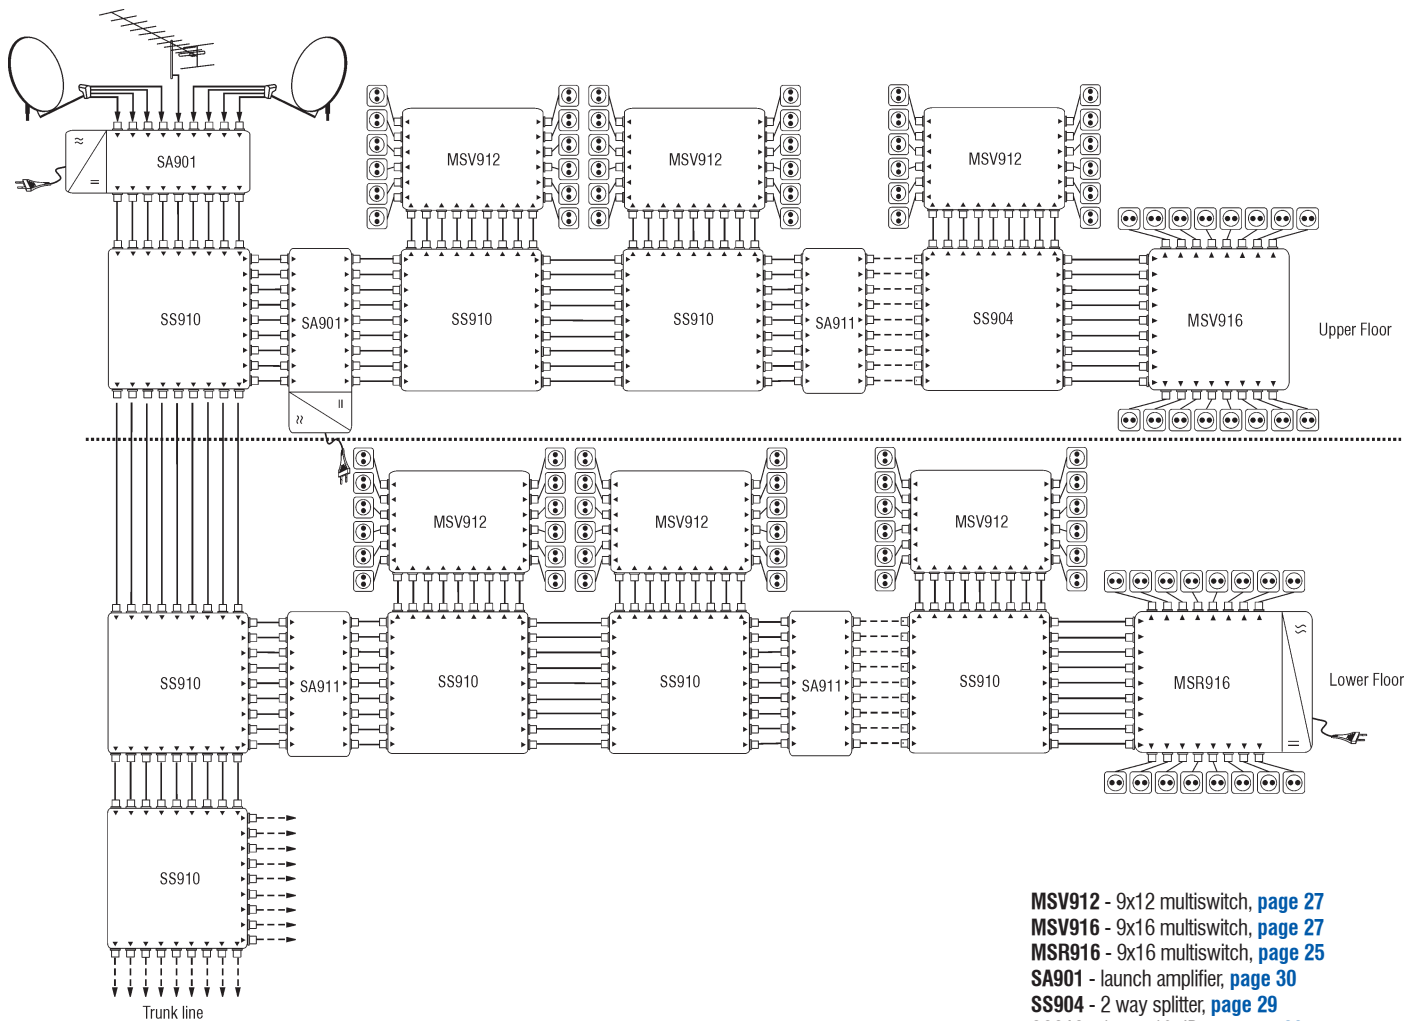 SA901
MSV912
MSV912
MSV912
SS910
SA901
SS910
SS910
SA911
SS904
MSV916
Upper Floor
MSV912
MSV912
MSV912
SS910
SA911
SS910
SS910
SA911
SS910
MSR916
Lower Floor
SS910
Trunk line
MSV912 - 9x12 multiswitch, page 27
MSV916 - 9x16 multiswitch, page 27
MSR916 - 9x16 multiswitch, page 25
SA901 - launch amplifier, page 30
SS904 - 2 way splitter, page 29